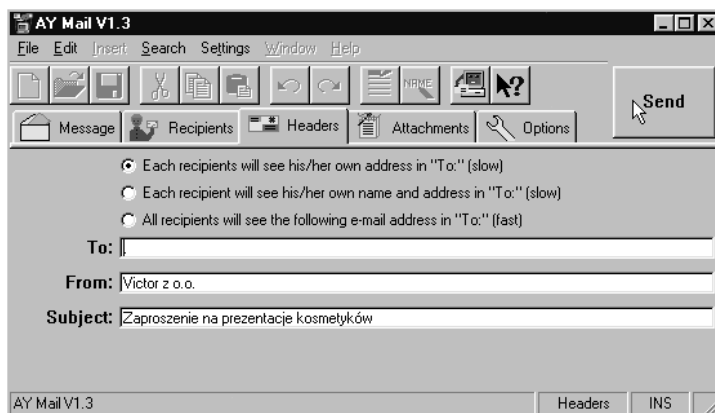 AY Mail V1.3
File Edit Insert Search Settings Window Help
NAME
Send
Message Recipients Headers Attachments Options
Each recipients will see his/her own address in "To:" (slow)
Each recipient will see his/her own name and address in "To:" (slow)
All recipients will see the following e-mail address in "To:" (fast)
To:
From: Victor z o.o.
Subject: Zaproszenie na prezentacje kosmetyków
AY Mail V1.3 Headers INS